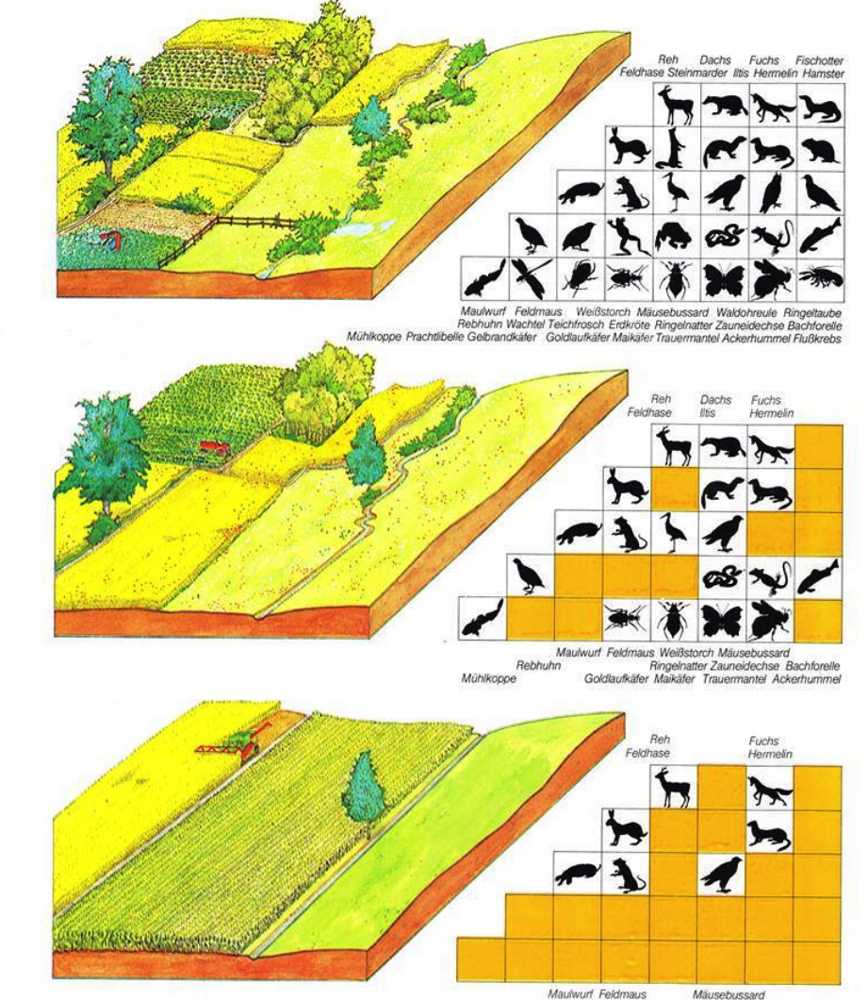 Reh Dachs Fuchs Fischotter
Feldhase Steinmarder Iltis Hermelin Hamster
Maulwurf Feldmaus Weißstorch Mäusebussard Waldohreule Ringeltaube
Rebhuhn Wachtel Teichfrosch Erdkröte Ringelnatter Zauneidechse Bachforelle
Mühlkoppe Prachtlibelle Gelbrandkäfer Goldlaufkäfer Maikäfer Trauermantel Ackerhummel Flußkrebs
Reh Dachs Fuchs
Feldhase Iltis Hermelin
Maulwurf Feldmaus Weißstorch Mäusebussard
Rebhuhn Ringelnatter Zauneidechse Bachforelle
Mühlkoppe Goldlaufkäfer Maikäfer Trauermantel Ackerhummel
Reh Fuchs
Feldhase Hermelin
Maulwurf Feldmaus Mäusebussard